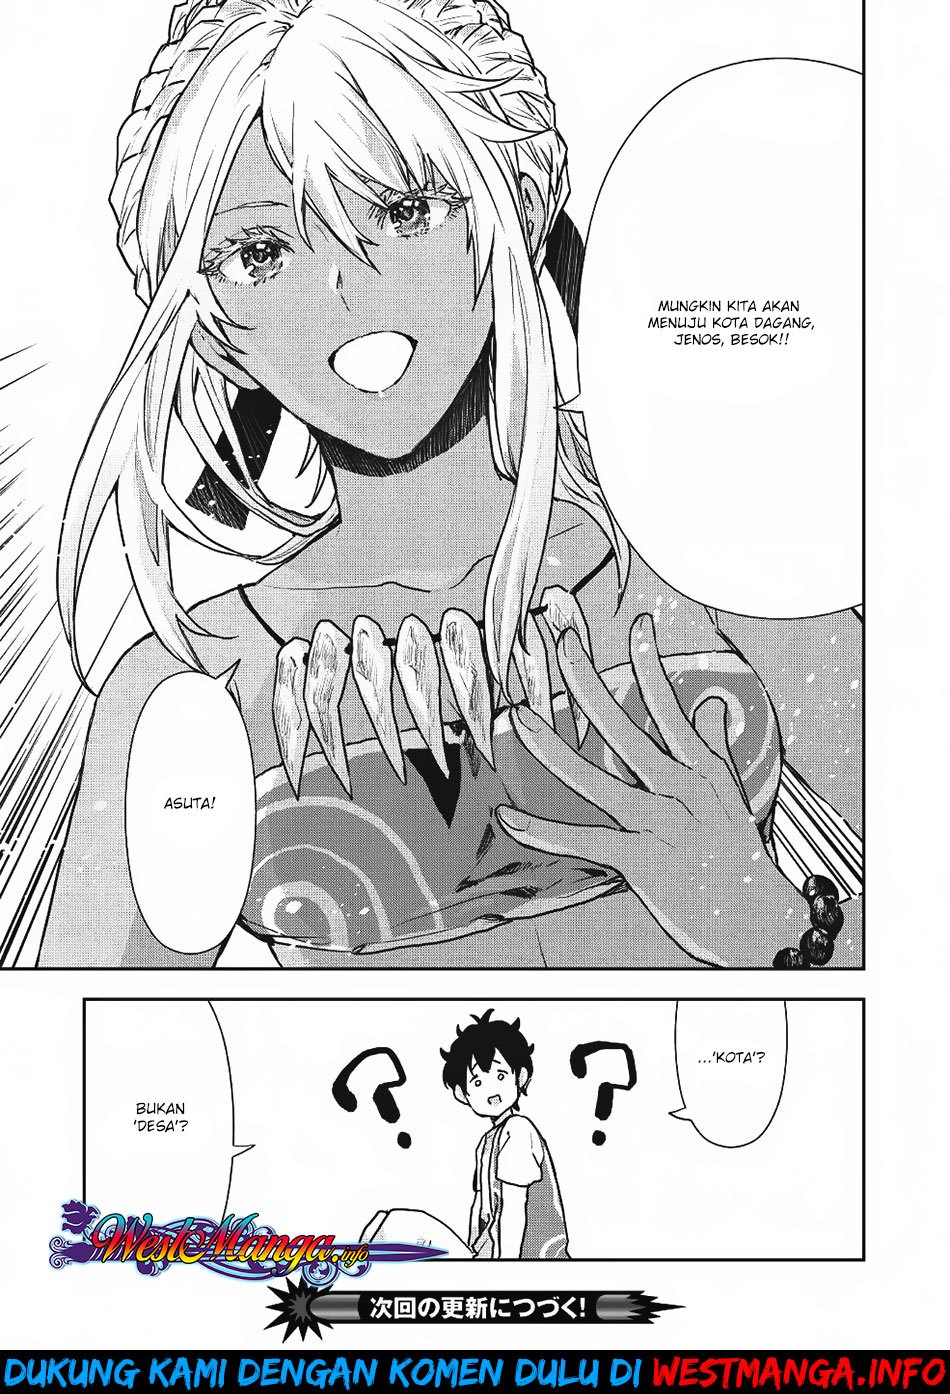 MUNGKIN KITA AKAN
MENUJU KOTA DAGANG,
JENOS, BESOK!!
ASUTA!
...'KOTA'?
BUKAN
'DESA'?
WestManga.info
次回の更新につづく!
DUKUNG KAMI DENGAN KOMEN DULU DI WESTMANGA.INFO